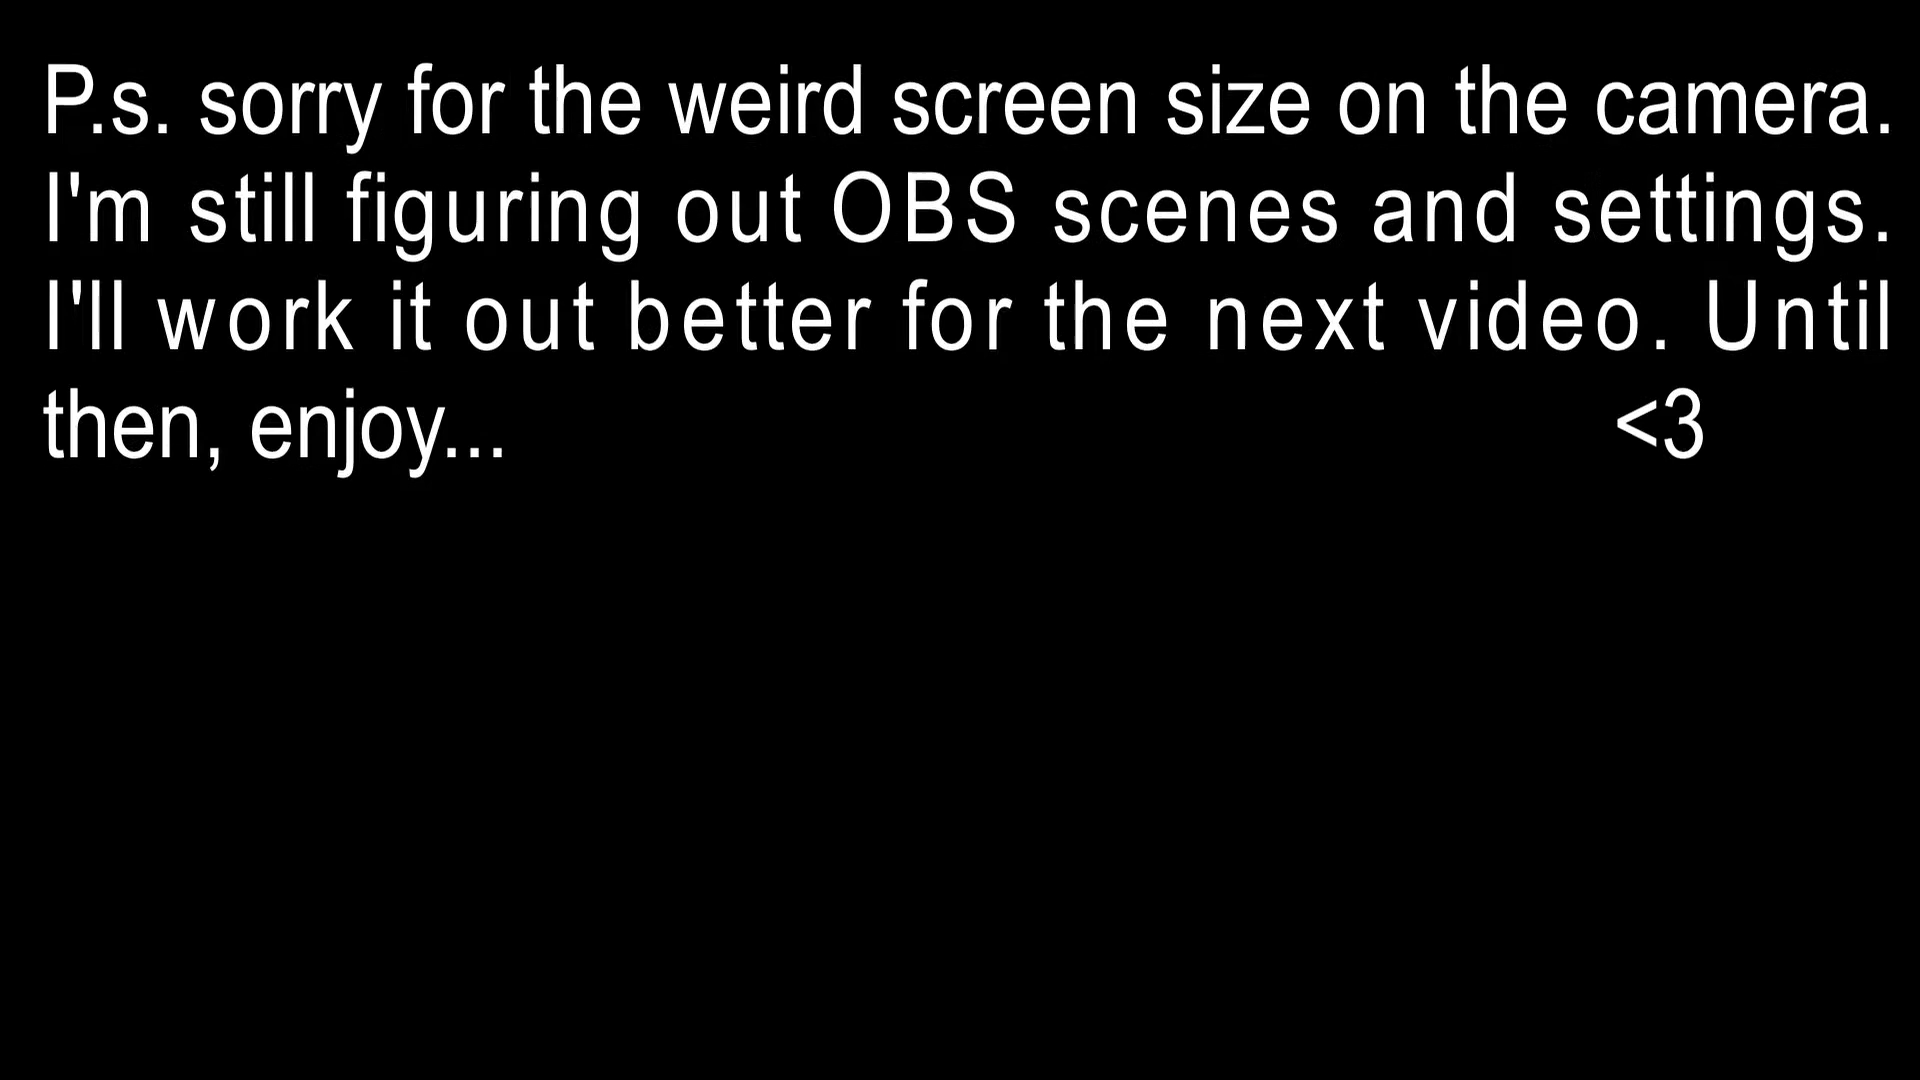 P.s. sorry for the weird screen size on the camera.
I'm still figuring out OBS scenes and settings.
I'll work it out better for the next video. Until
then, enjoy... <3